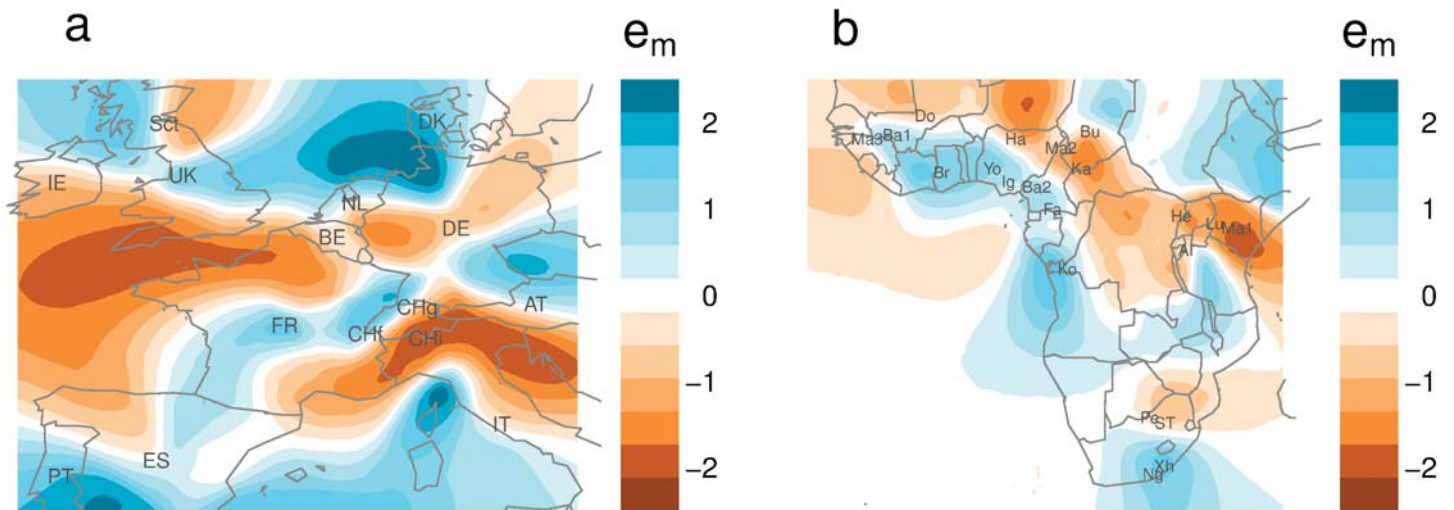 a
e_m
2
1
0
−1
−2
Sct
DK
IE
UK
NL
BE
DE
CHg
AT
FR
CHf
CHi
IT
ES
PT
b
e_m
2
1
0
−1
−2
Do
Ma3 Ba1
Ha
Bu
Ma2
Br
Yo
Ka
Ig
Ba2
Fa
He
Lu
Ma1
Al
Ko
Pe
ST
Xh
Ng